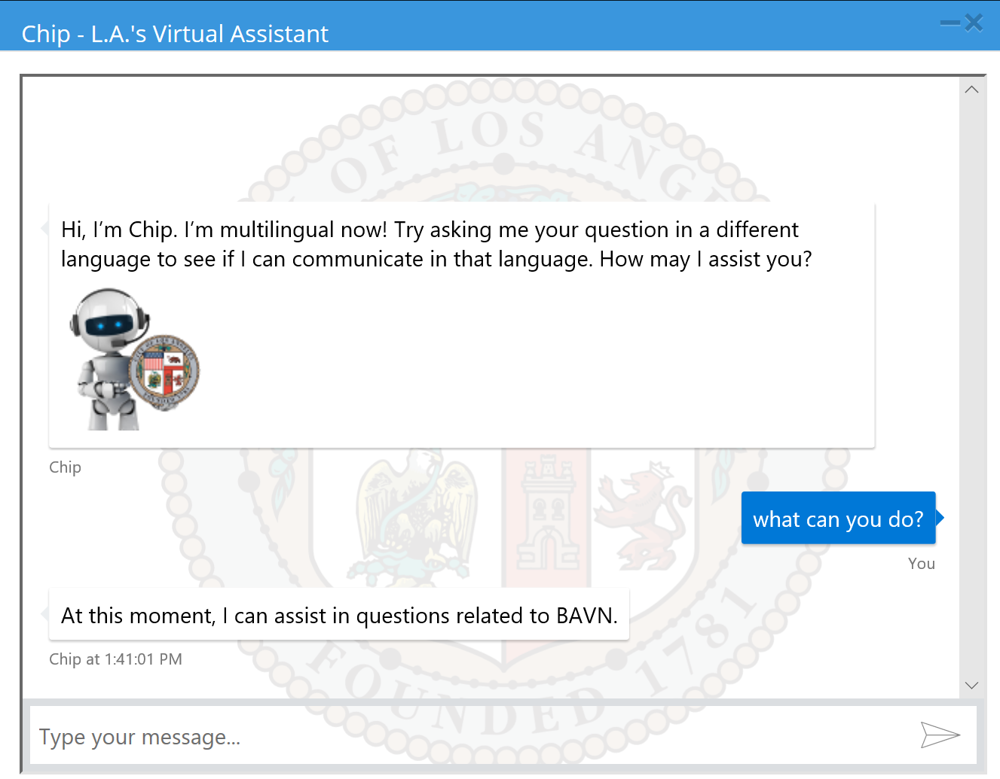 Chip - L.A.'s Virtual Assistant
OF LOS ANGE
Hi, I’m Chip. I’m multilingual now! Try asking me your question in a different
language to see if I can communicate in that language. How may I assist you?
Chip
what can you do?
You
At this moment, I can assist in questions related to BAVN.
Chip at 1:41:01 PM
FOUNDED 1781
Type your message...